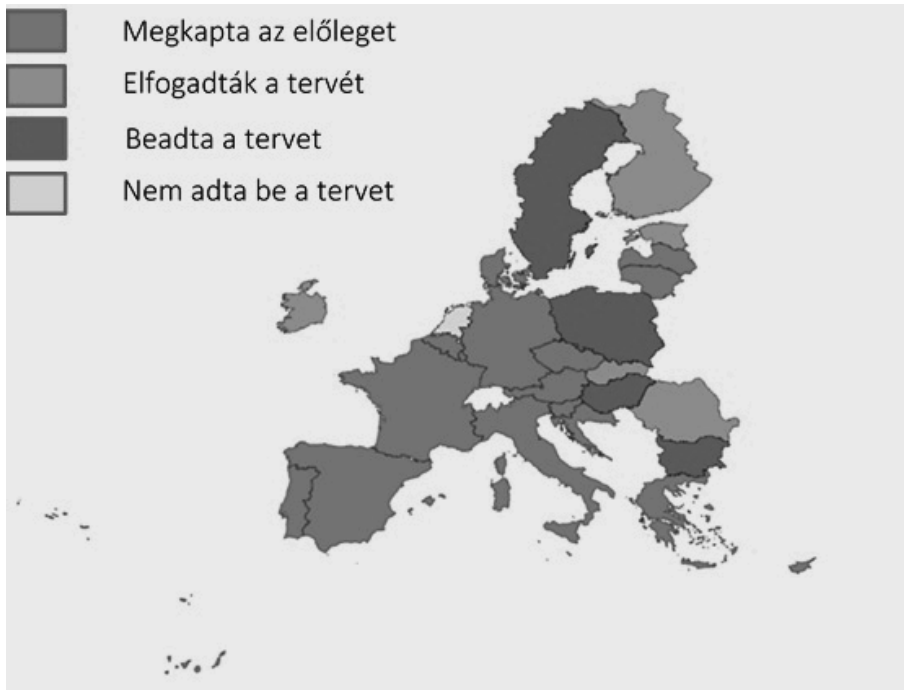 Megkapta az előleget
Elfogadták a tervét
Beadta a tervet
Nem adta be a tervet